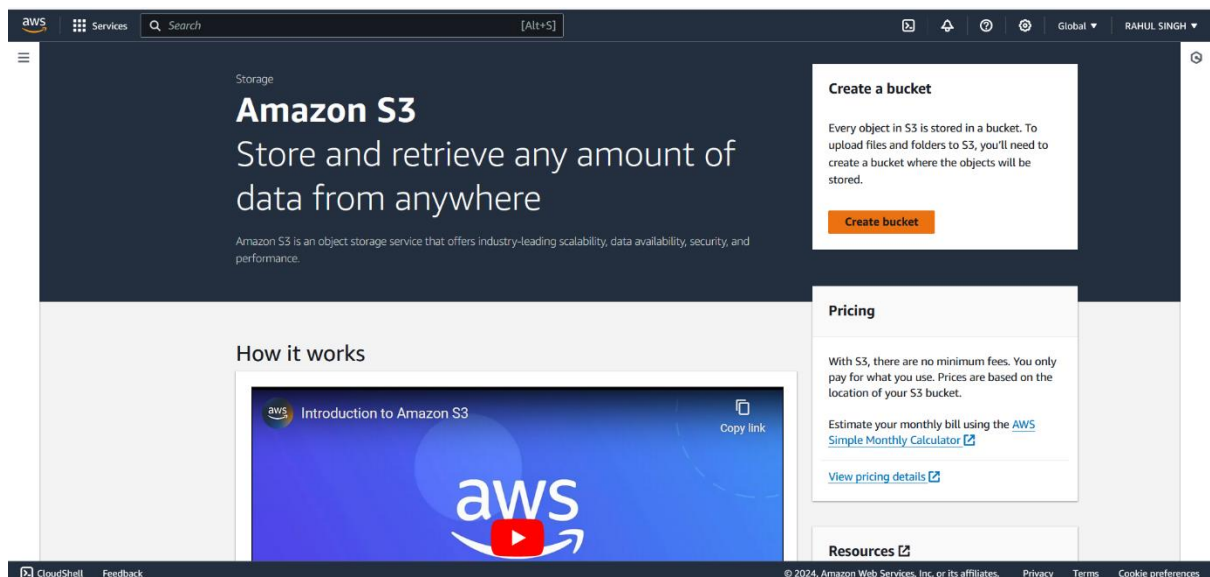 aws
Services
Search
[Alt+S]
Global
RAHUL SINGH
Storage
Amazon S3
Store and retrieve any amount of
data from anywhere
Amazon S3 is an object storage service that offers industry-leading scalability, data availability, security, and
performance.
Create a bucket
Every object in S3 is stored in a bucket. To
upload files and folders to S3, you'll need to
create a bucket where the objects will be
stored.
Create bucket
Pricing
With S3, there are no minimum fees. You only
pay for what you use. Prices are based on the
location of your S3 bucket.
Estimate your monthly bill using the AWS
Simple Monthly Calculator
View pricing details
How it works
aws
Introduction to Amazon S3
Copy link
aws
Resources
CloudShell
Feedback
© 2024, Amazon Web Services, Inc. or its affiliates.
Privacy
Terms
Cookie preferences